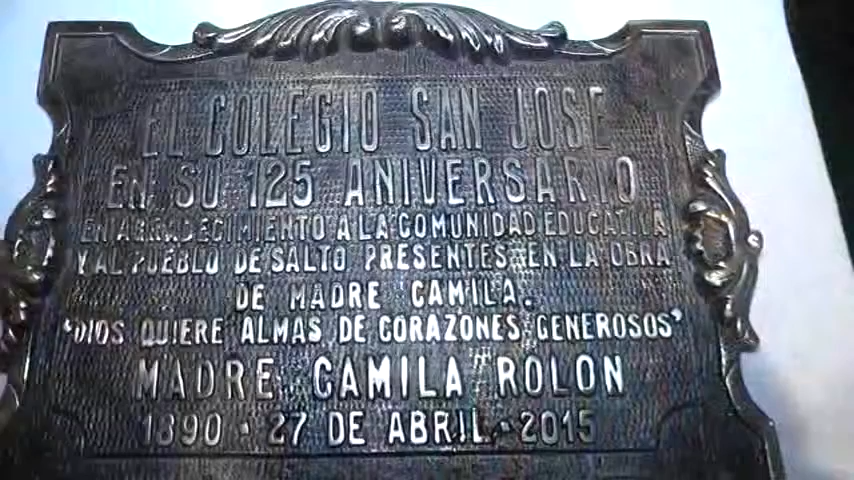 EL COLEGIO SAN JOSE
EN SU 125 ANIVERSARIO
EN AGRADECIMIENTO A LA COMUNIDAD EDUCATIVA
Y AL PUEBLO DE SALTO PRESENTES EN LA OBRA
DE MADRE CAMILA.
"DIOS QUIERE ALMAS DE CORAZONES GENEROSOS"
MADRE CAMILA ROLON
1890 - 27 DE ABRIL - 2015